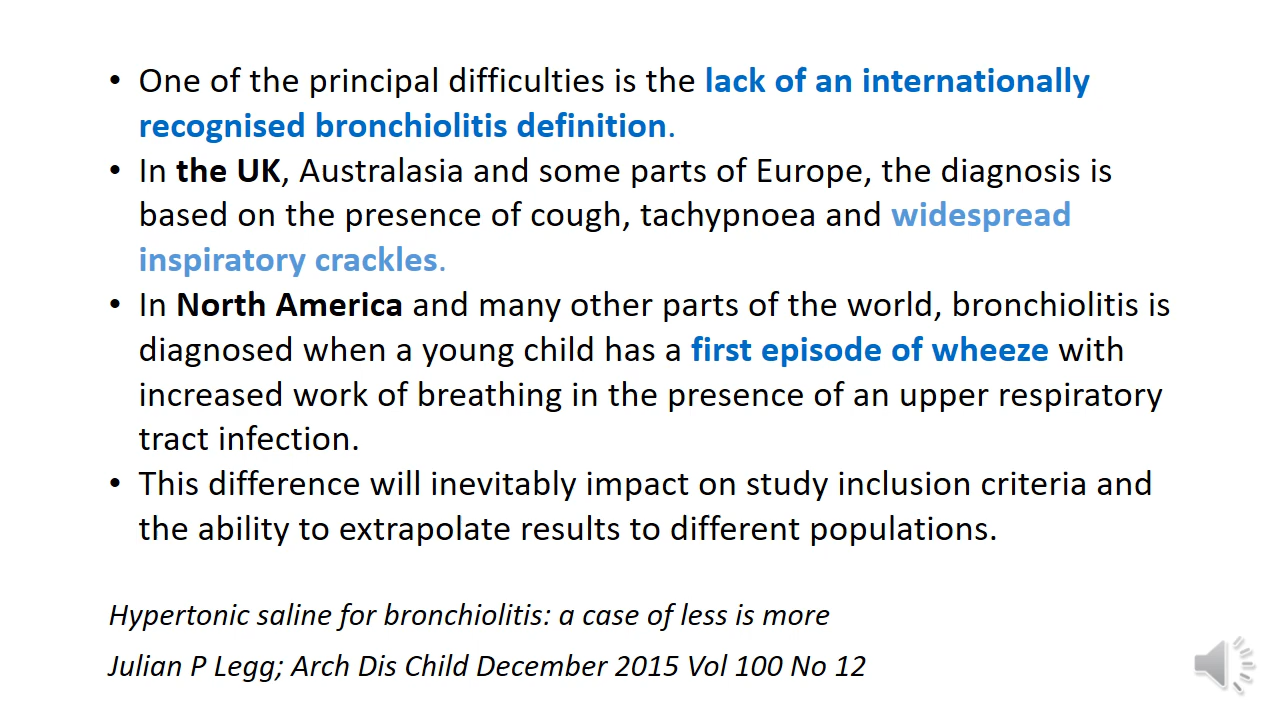 • One of the principal difficulties is the lack of an internationally
recognised bronchiolitis definition.
• In the UK, Australasia and some parts of Europe, the diagnosis is
based on the presence of cough, tachypnoea and widespread
inspiratory crackles.
• In North America and many other parts of the world, bronchiolitis is
diagnosed when a young child has a first episode of wheeze with
increased work of breathing in the presence of an upper respiratory
tract infection.
• This difference will inevitably impact on study inclusion criteria and
the ability to extrapolate results to different populations.
Hypertonic saline for bronchiolitis: a case of less is more
Julian P Legg; Arch Dis Child December 2015 Vol 100 No 12